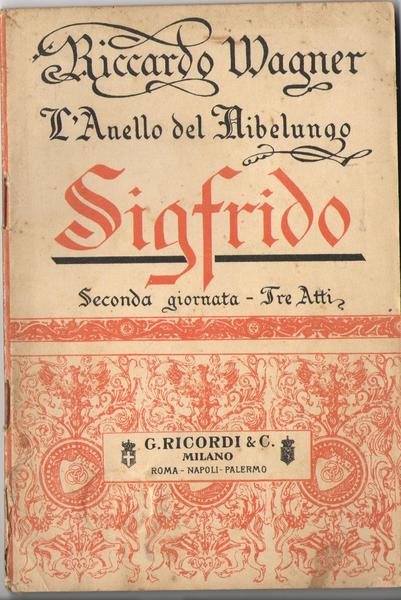 Riccardo Wagner
L'Anello del Nibelungo
Sigfrido
Seconda giornata - Tre Atti
G. RICORDI & C.
MILANO
ROMA - NAPOLI - PALERMO